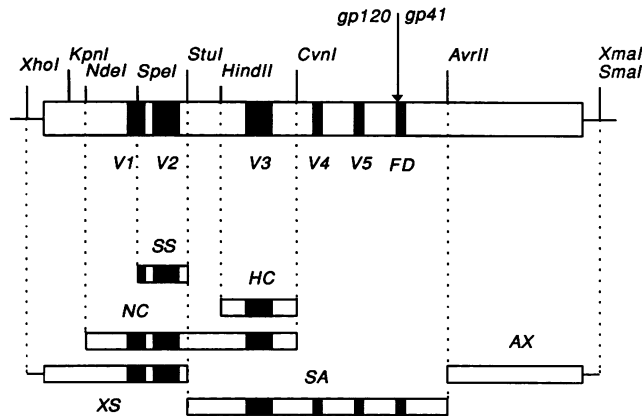 gp120 gp41
XhoI KpnI NdeI SpeI StuI HindII CvnI AvrII XmaI
SmaI
V1 V2 V3 V4 V5 FD
SS
HC
NC
AX
XS
SA